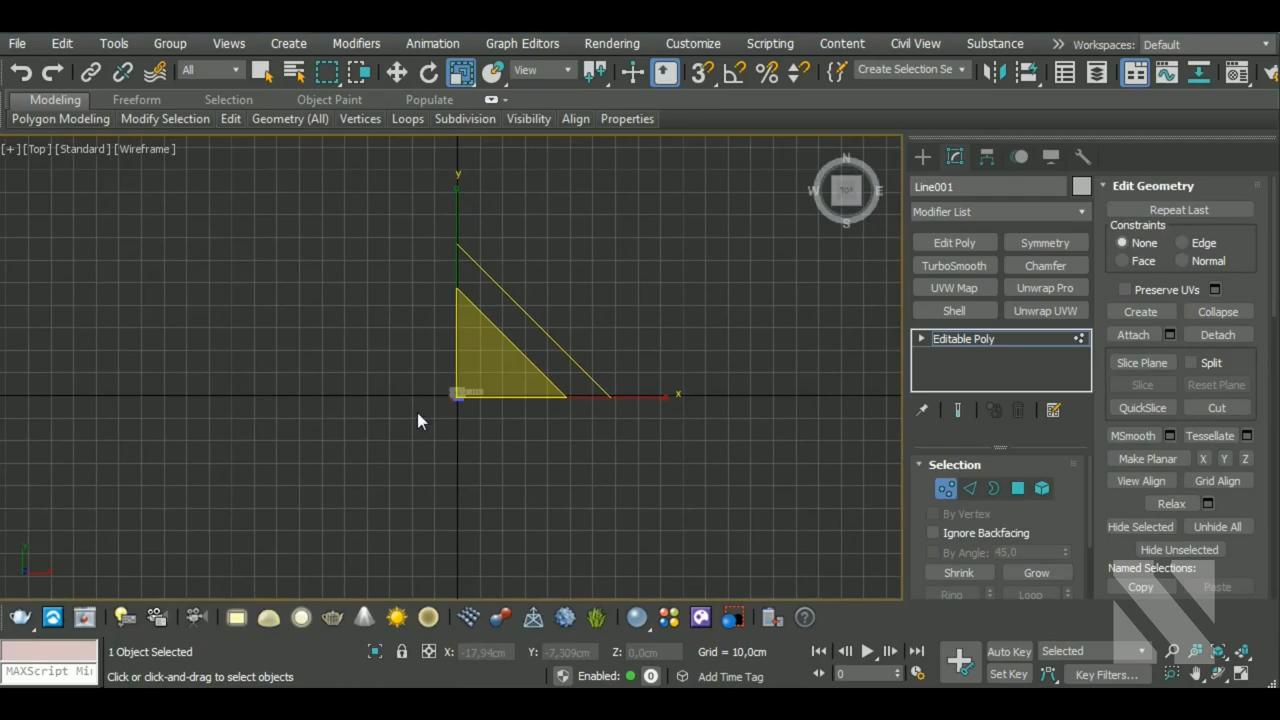 File Edit Tools Group Views Create Modifiers Animation Graph Editors Rendering Customize Scripting Content Civil View Substance Workspaces: Default
All View Create Selection Se
Modeling Freeform Selection Object Paint Populate
Polygon Modeling Modify Selection Edit Geometry (All) Vertices Loops Subdivision Visibility Align Properties
[+] [Top] [Standard] [Wireframe]
y
x
N
W TOP E
S
Line001
Modifier List
Edit Poly Symmetry
TurboSmooth Chamfer
UVW Map Unwrap Pro
Shell Unwrap UVW
Editable Poly
Selection
By Vertex
Ignore Backfacing
By Angle: 45,0
Shrink Grow
Ring Loop
Edit Geometry
Repeat Last
Constraints
None Edge
Face Normal
Preserve UVs
Create Collapse
Attach Detach
Slice Plane Split
Slice Reset Plane
QuickSlice Cut
MSmooth Tessellate
Make Planar X Y Z
View Align Grid Align
Relax
Hide Selected Unhide All
Hide Unselected
Named Selections:
Copy Paste
1 Object Selected X: -17,94cm Y: -7,309cm Z: 0,0cm Grid = 10,0cm Auto Key Selected
MAXScript Mi Click or click-and-drag to select objects Enabled: 0 Add Time Tag 0 Set Key Key Filters...